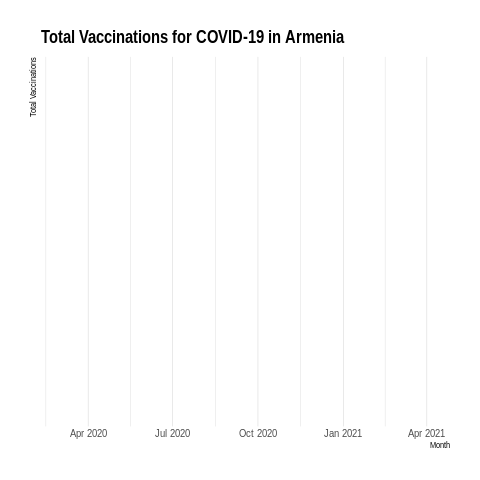 Total Vaccinations for COVID-19 in Armenia
Total Vaccinations
Apr 2020 Jul 2020 Oct 2020 Jan 2021 Apr 2021
Month